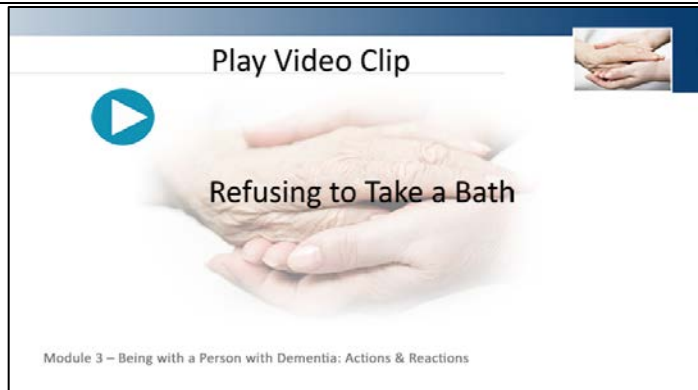 Play Video Clip
Refusing to Take a Bath
Module 3 – Being with a Person with Dementia: Actions & Reactions